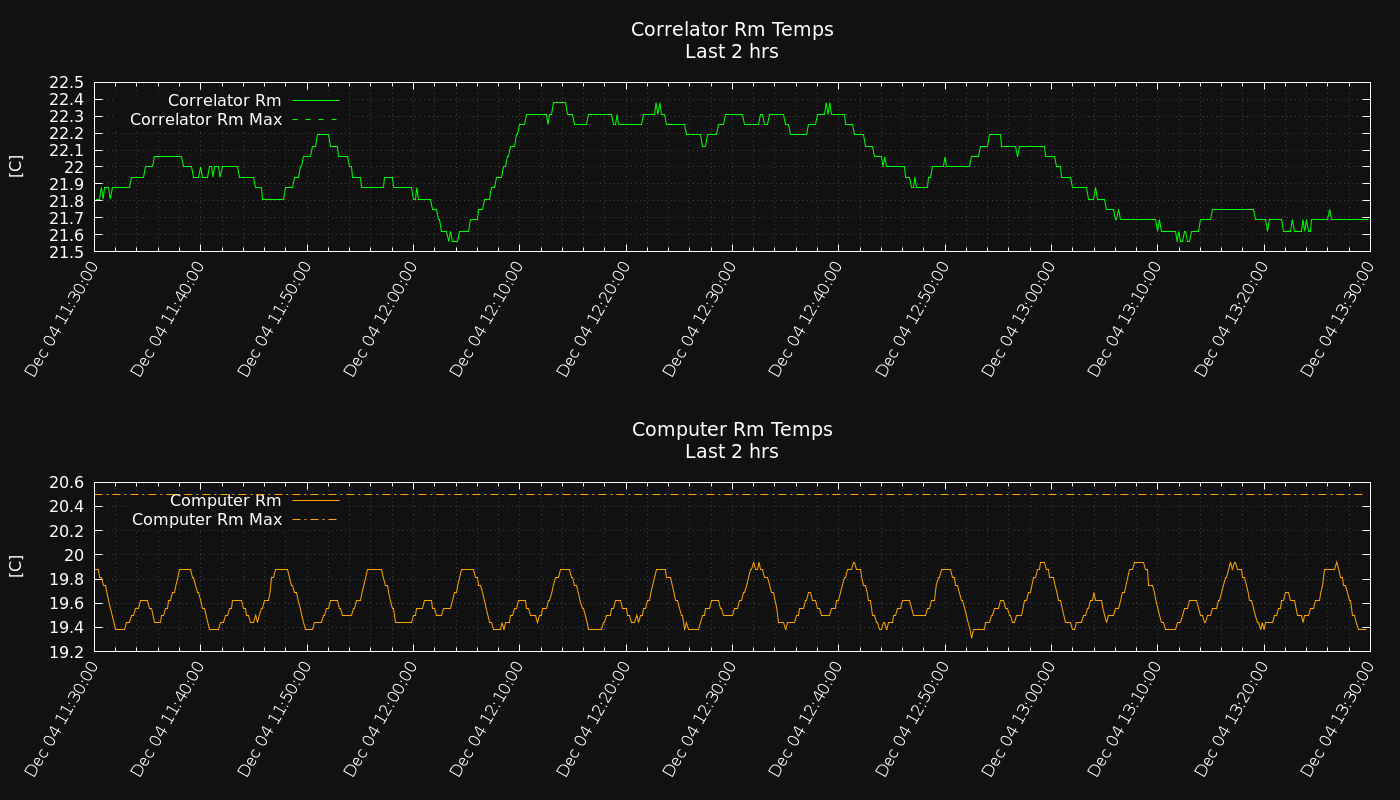 Correlator Rm Temps
Last 2 hrs
22.5
22.4
22.3
22.2
22.1
22
21.9
21.8
21.7
21.6
21.5
[C]
Correlator Rm
Correlator Rm Max
Dec 04 11:30:00
Dec 04 11:40:00
Dec 04 11:50:00
Dec 04 12:00:00
Dec 04 12:10:00
Dec 04 12:20:00
Dec 04 12:30:00
Dec 04 12:40:00
Dec 04 12:50:00
Dec 04 13:00:00
Dec 04 13:10:00
Dec 04 13:20:00
Dec 04 13:30:00
Computer Rm Temps
Last 2 hrs
20.6
20.4
20.2
20
19.8
19.6
19.4
19.2
[C]
Computer Rm
Computer Rm Max
Dec 04 11:30:00
Dec 04 11:40:00
Dec 04 11:50:00
Dec 04 12:00:00
Dec 04 12:10:00
Dec 04 12:20:00
Dec 04 12:30:00
Dec 04 12:40:00
Dec 04 12:50:00
Dec 04 13:00:00
Dec 04 13:10:00
Dec 04 13:20:00
Dec 04 13:30:00